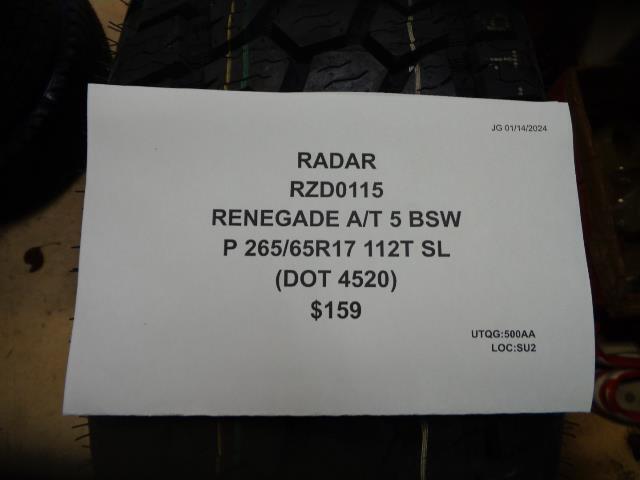 JG 01/14/2024
RADAR
RZD0115
RENEGADE A/T 5 BSW
P 265/65R17 112T SL
(DOT 4520)
$159
UTQG:500AA
LOC:SU2